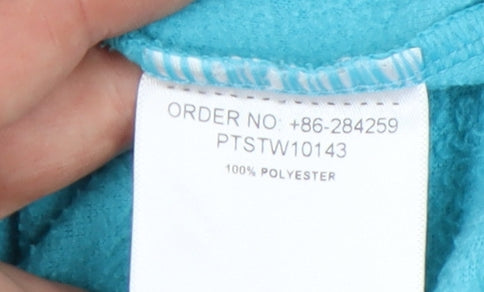 ORDER NO: +86-284259
PTSTW10143
100% POLYESTER